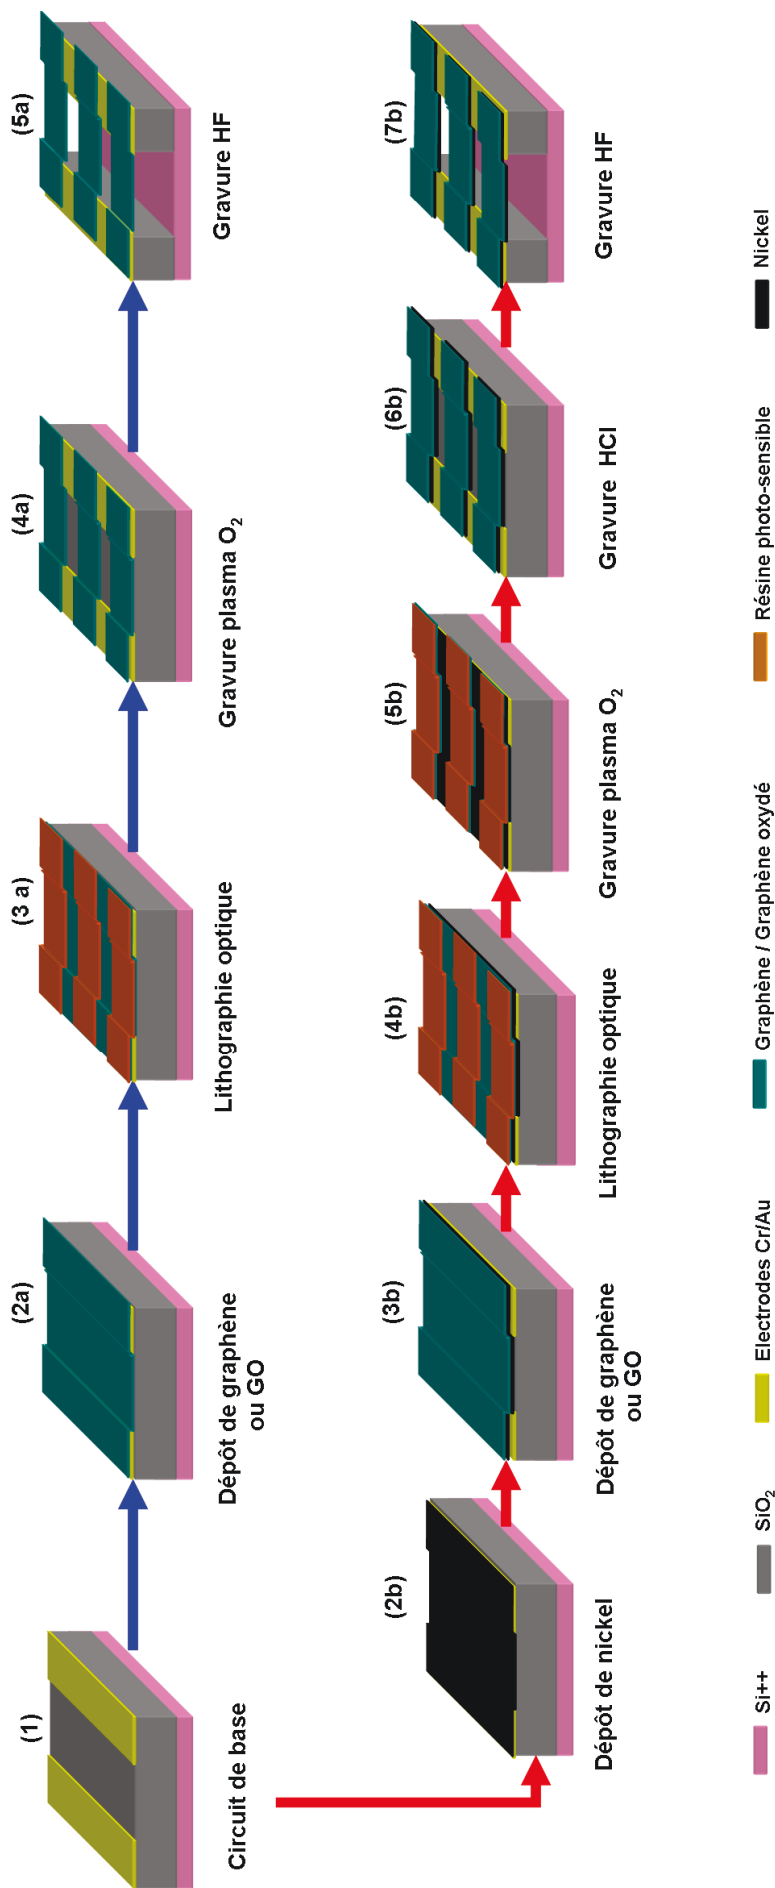 (1)
Circuit de base
(2a)
Dépôt de graphène
ou GO
(3 a)
Lithographie optique
(4a)
Gravure plasma O₂
(5a)
Gravure HF
(2b)
Dépôt de nickel
(3b)
Dépôt de graphène
ou GO
(4b)
Lithographie optique
(5b)
Gravure plasma O₂
(6b)
Gravure HCl
(7b)
Gravure HF
Si++
SiO₂
Electrodes Cr/Au
Graphène / Graphène oxydé
Résine photo-sensible
Nickel